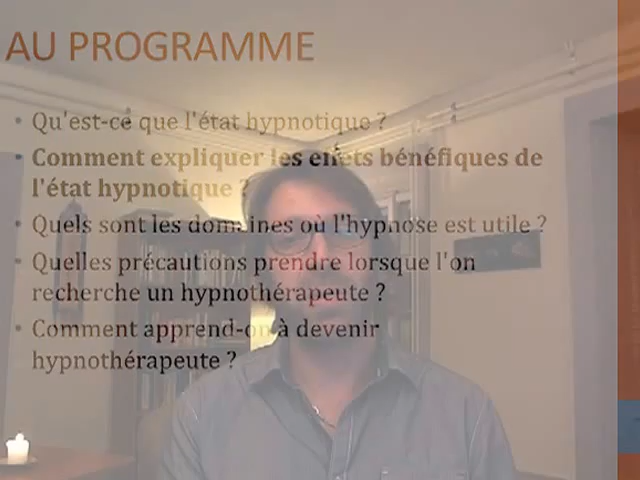 AU PROGRAMME
• Qu'est-ce que l'état hypnotique ?
• Comment expliquer les effets bénéfiques de
l'état hypnotique ?
• Quels sont les domaines où l'hypnose est utile ?
• Quelles précautions prendre lorsque l'on
recherche un hypnothérapeute ?
• Comment apprend-on à devenir
hypnothérapeute ?